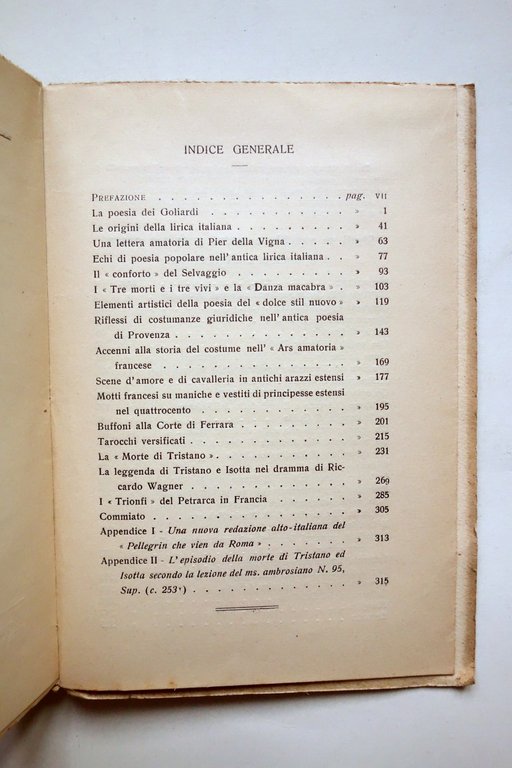 INDICE GENERALE
PREFAZIONE . . . . . . . . . . . . . . . pag. VII
La poesia dei Goliardi . . . . . . . . . . » 1
Le origini della lirica italiana . . . . . . . . » 41
Una lettera amatoria di Pier della Vigna . . . . . » 63
Echi di poesia popolare nell'antica lirica italiana . . » 77
Il « conforto » del Selvaggio . . . . . . . . » 93
I « Tre morti e i tre vivi » e la « Danza macabra » . . » 103
Elementi artistici della poesia del « dolce stil nuovo » » 119
Riflessi di costumanze giuridiche nell'antica poesia
di Provenza . . . . . . . . . . . . » 143
Accenni alla storia del costume nell' « Ars amatoria »
francese . . . . . . . . . . . . . » 169
Scene d'amore e di cavalleria in antichi arazzi estensi » 177
Motti francesi su maniche e vestiti di principesse estensi
nel quattrocento . . . . . . . . . . » 195
Buffoni alla Corte di Ferrara . . . . . . . . » 201
Tarocchi versificati . . . . . . . . . . . » 215
La « Morte di Tristano » . . . . . . . . . » 231
La leggenda di Tristano e Isotta nel dramma di Ric-
cardo Wagner . . . . . . . . . . . » 269
I « Trionfi » del Petrarca in Francia . . . . . . » 285
Commiato . . . . . . . . . . . . . . » 305
Appendice I - Una nuova redazione alto-italiana del
« Pellegrin che vien da Roma » . . . . . . » 313
Appendice II - L'episodio della morte di Tristano ed
Isotta secondo la lezione del ms. ambrosiano N. 95,
Sup. (c. 253ʳ) . . . . . . . . . . . » 315